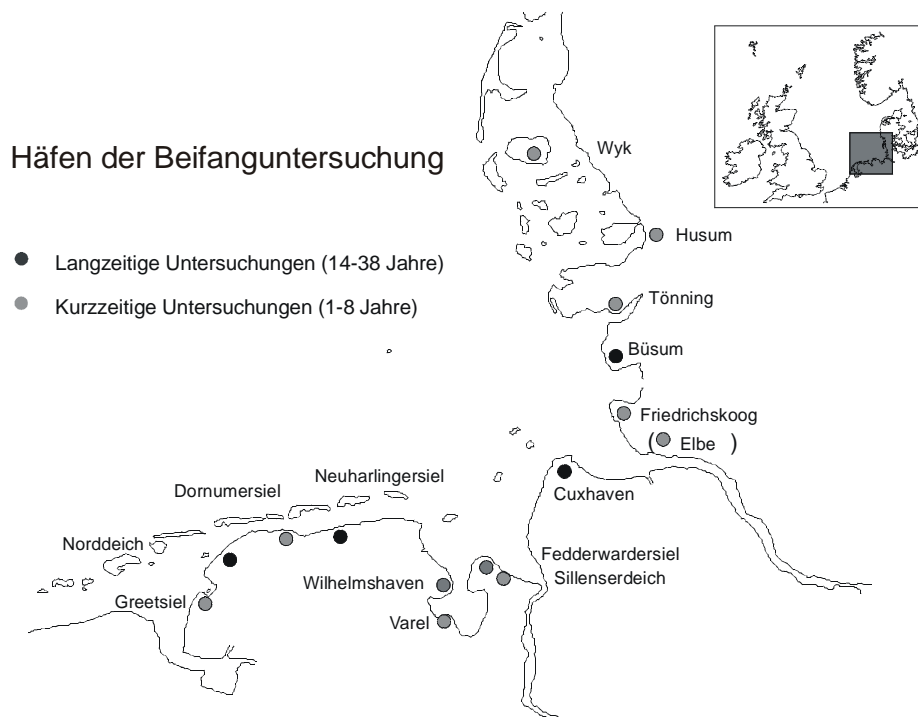 Häfen der Beifanguntersuchung
Langzeitige Untersuchungen (14-38 Jahre)
Kurzzeitige Untersuchungen (1-8 Jahre)
Wyk
Husum
Tönning
Büsum
Friedrichskoog
( Elbe )
Cuxhaven
Neuharlingersiel
Dornumersiel
Norddeich
Greetsiel
Wilhelmshaven
Varel
Fedderwardersiel
Sillenserdeich